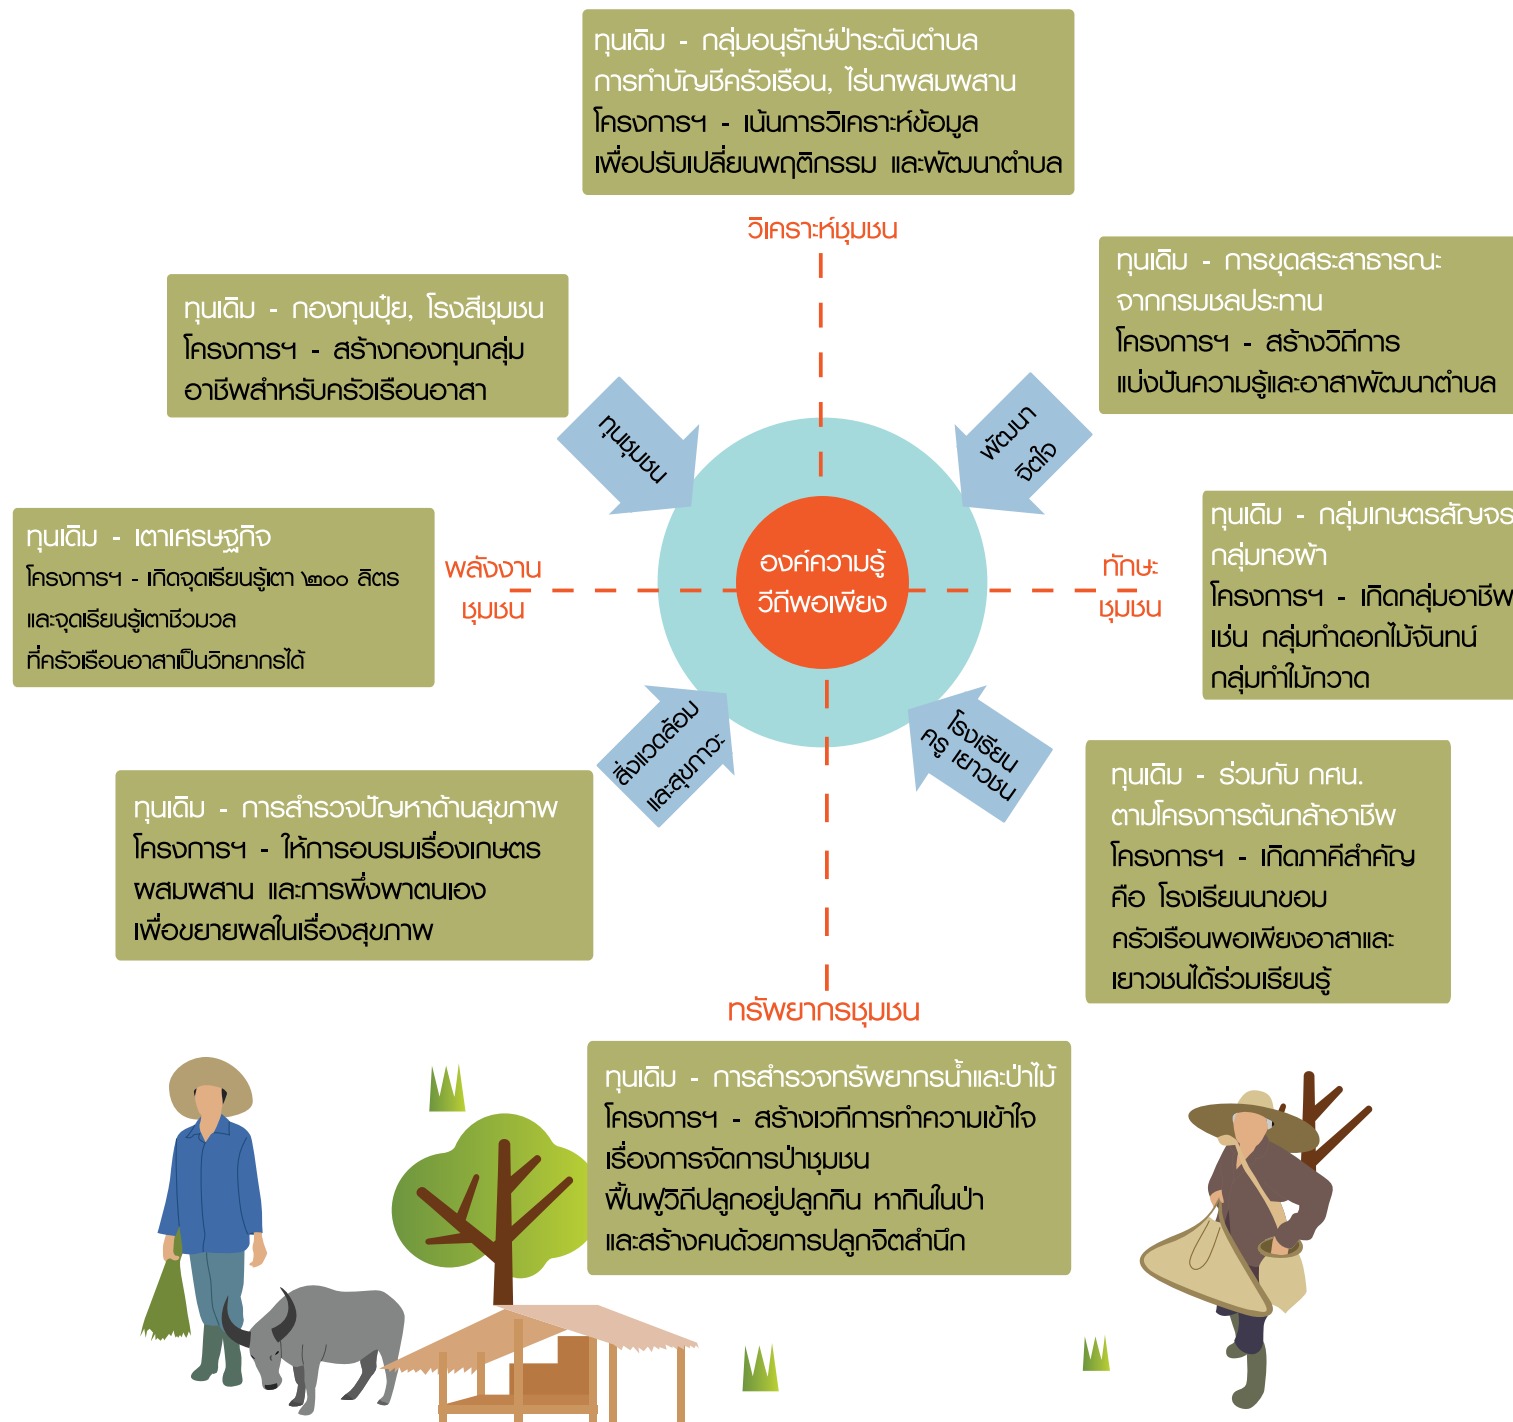 ทุนเดิม - กลุ่มอนุรักษ์ป่าระดับตำบล
การทำบัญชีครัวเรือน, ไร่นาผสมผสาน
โครงการฯ - เน้นการวิเคราะห์ข้อมูล
เพื่อปรับเปลี่ยนพฤติกรรม และพัฒนาตำบล
วิเคราะห์ชุมชน
ทุนเดิม - กองทุนปุ๋ย, โรงสีชุมชน
โครงการฯ - สร้างกองทุนกลุ่ม
อาชีพสำหรับครัวเรือนอาสา
ทุนชุมชน
ทุนเดิม - การขุดสระสาธารณะ
จากกรมชลประทาน
โครงการฯ - สร้างวิถีการ
แบ่งปันความรู้และอาสาพัฒนาตำบล
พัฒนา
จิตใจ
ทุนเดิม - เตาเศรษฐกิจ
โครงการฯ - เกิดจุดเรียนรู้เตา ๒๐๐ ลิตร
และจุดเรียนรู้เตาชีวมวล
ที่ครัวเรือนอาสาเป็นวิทยากรได้
พลังงาน
ชุมชน
องค์ความรู้
วีถีพอเพียง
ทักษะ
ชุมชน
ทุนเดิม - กลุ่มเกษตรสัญจร
กลุ่มทอผ้า
โครงการฯ - เกิดกลุ่มอาชีพ
เช่น กลุ่มทำดอกไม้จันทน์
กลุ่มทำไม้กวาด
สิ่งแวดล้อม
และสุขภาวะ
ทุนเดิม - การสำรวจปัญหาด้านสุขภาพ
โครงการฯ - ให้การอบรมเรื่องเกษตร
ผสมผสาน และการพึ่งพาตนเอง
เพื่อขยายผลในเรื่องสุขภาพ
โรงเรียน
ครู เยาวชน
ทุนเดิม - ร่วมกับ กศน.
ตามโครงการต้นกล้าอาชีพ
โครงการฯ - เกิดภาคีสำคัญ
คือ โรงเรียนนาขอม
ครัวเรือนพอเพียงอาสาและ
เยาวชนได้ร่วมเรียนรู้
ทรัพยากรชุมชน
ทุนเดิม - การสำรวจทรัพยากรน้ำและป่าไม้
โครงการฯ - สร้างเวทีการทำความเข้าใจ
เรื่องการจัดการป่าชุมชน
ฟื้นฟูวิถีปลูกอยู่ปลูกกิน หากินในป่า
และสร้างคนด้วยการปลูกจิตสำนึก